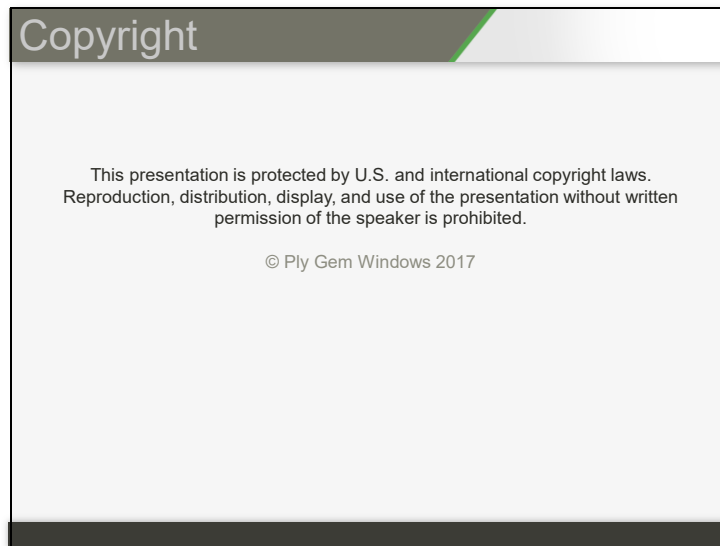 Copyright
This presentation is protected by U.S. and international copyright laws.
Reproduction, distribution, display, and use of the presentation without written
permission of the speaker is prohibited.
© Ply Gem Windows 2017